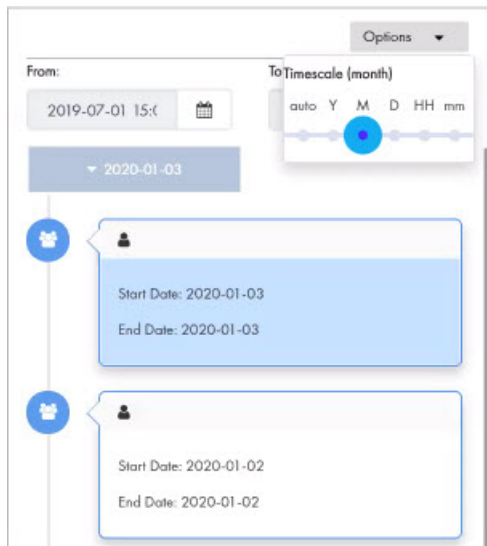 Options
From:
To
Timescale (month)
2019-07-01 15:
auto Y M D HH mm
2020-01-03
Start Date: 2020-01-03
End Date: 2020-01-03
Start Date: 2020-01-02
End Date: 2020-01-02